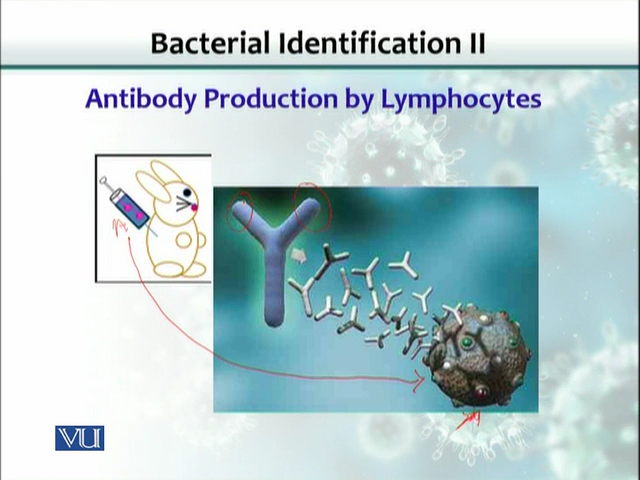 Bacterial Identification II
Antibody Production by Lymphocytes
VU